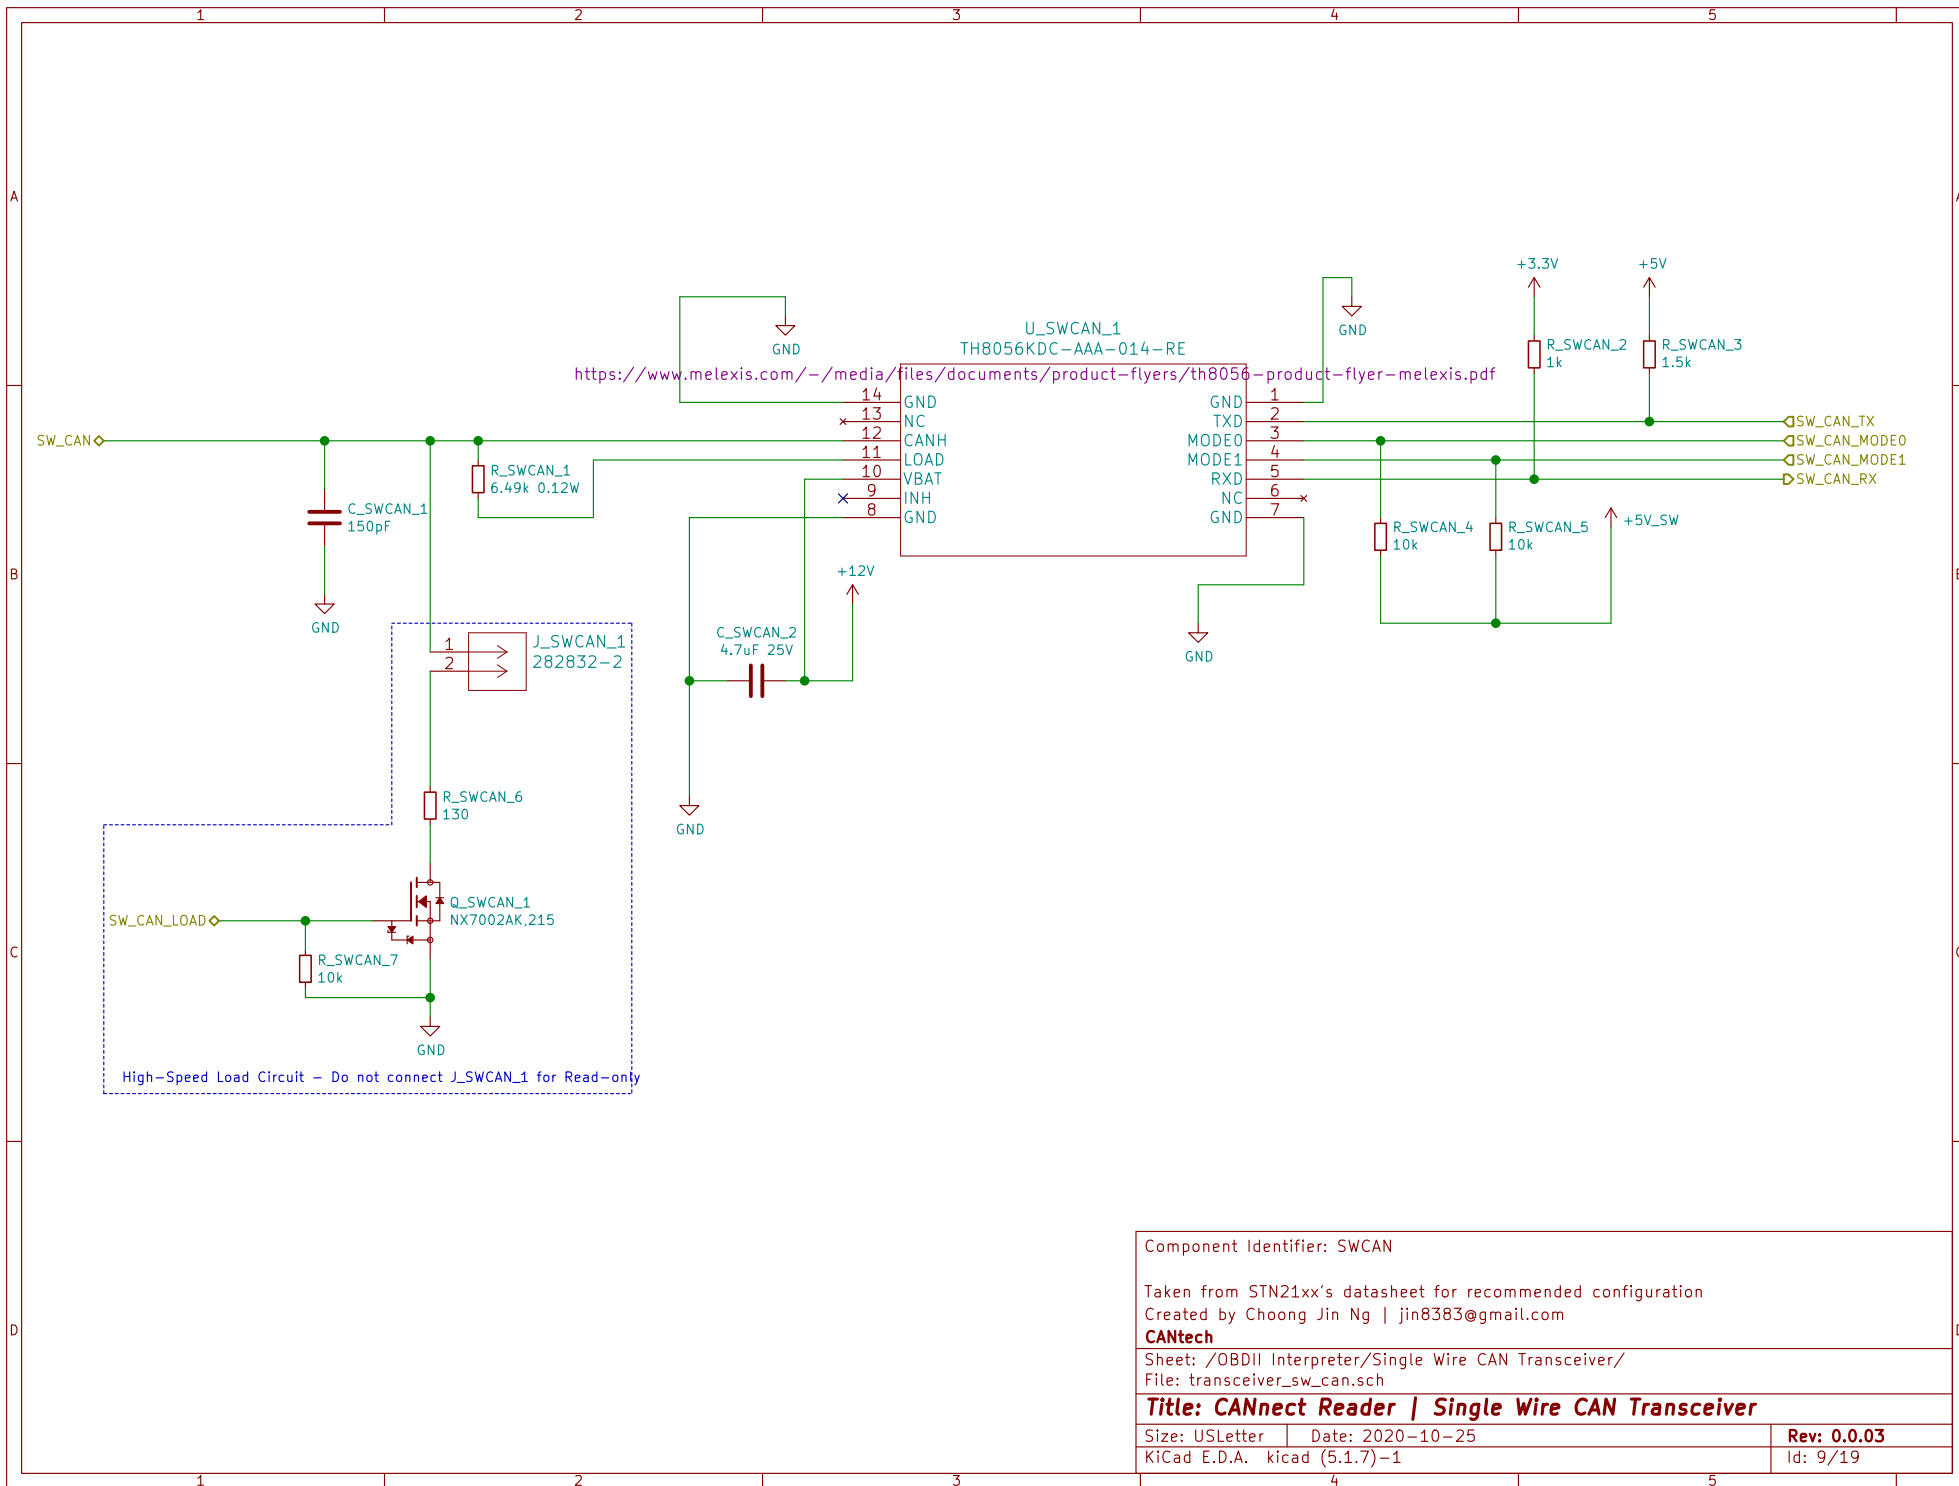 1 2 3 4 5
A
A
+3.3V
+5V
GND
GND
U_SWCAN_1
TH8056KDC-AAA-014-RE
https://www.melexis.com/-/media/files/documents/product-flyers/th8056-product-flyer-melexis.pdf
R_SWCAN_2
1k
R_SWCAN_3
1.5k
14 GND
13 NC
12 CANH
11 LOAD
10 VBAT
9 INH
8 GND
GND 1
TXD 2
MODE0 3
MODE1 4
RXD 5
NC 6
GND 7
SW_CAN_TX
SW_CAN_MODE0
SW_CAN_MODE1
SW_CAN_RX
SW_CAN
R_SWCAN_1
6.49k 0.12W
C_SWCAN_1
150pF
GND
R_SWCAN_4
10k
R_SWCAN_5
10k
+5V_SW
B
+12V
C_SWCAN_2
4.7uF 25V
GND
GND
1
2
J_SWCAN_1
282832-2
R_SWCAN_6
130
Q_SWCAN_1
NX7002AK,215
SW_CAN_LOAD
R_SWCAN_7
10k
GND
C
High-Speed Load Circuit - Do not connect J_SWCAN_1 for Read-only
D
Component Identifier: SWCAN
Taken from STN21xx's datasheet for recommended configuration
Created by Choong Jin Ng | jin8383@gmail.com
CANtech
Sheet: /OBDII Interpreter/Single Wire CAN Transceiver/
File: transceiver_sw_can.sch
Title: CANnect Reader | Single Wire CAN Transceiver
Size: USLetter Date: 2020-10-25 Rev: 0.0.03
KiCad E.D.A. kicad (5.1.7)-1 Id: 9/19
1 2 3 4 5